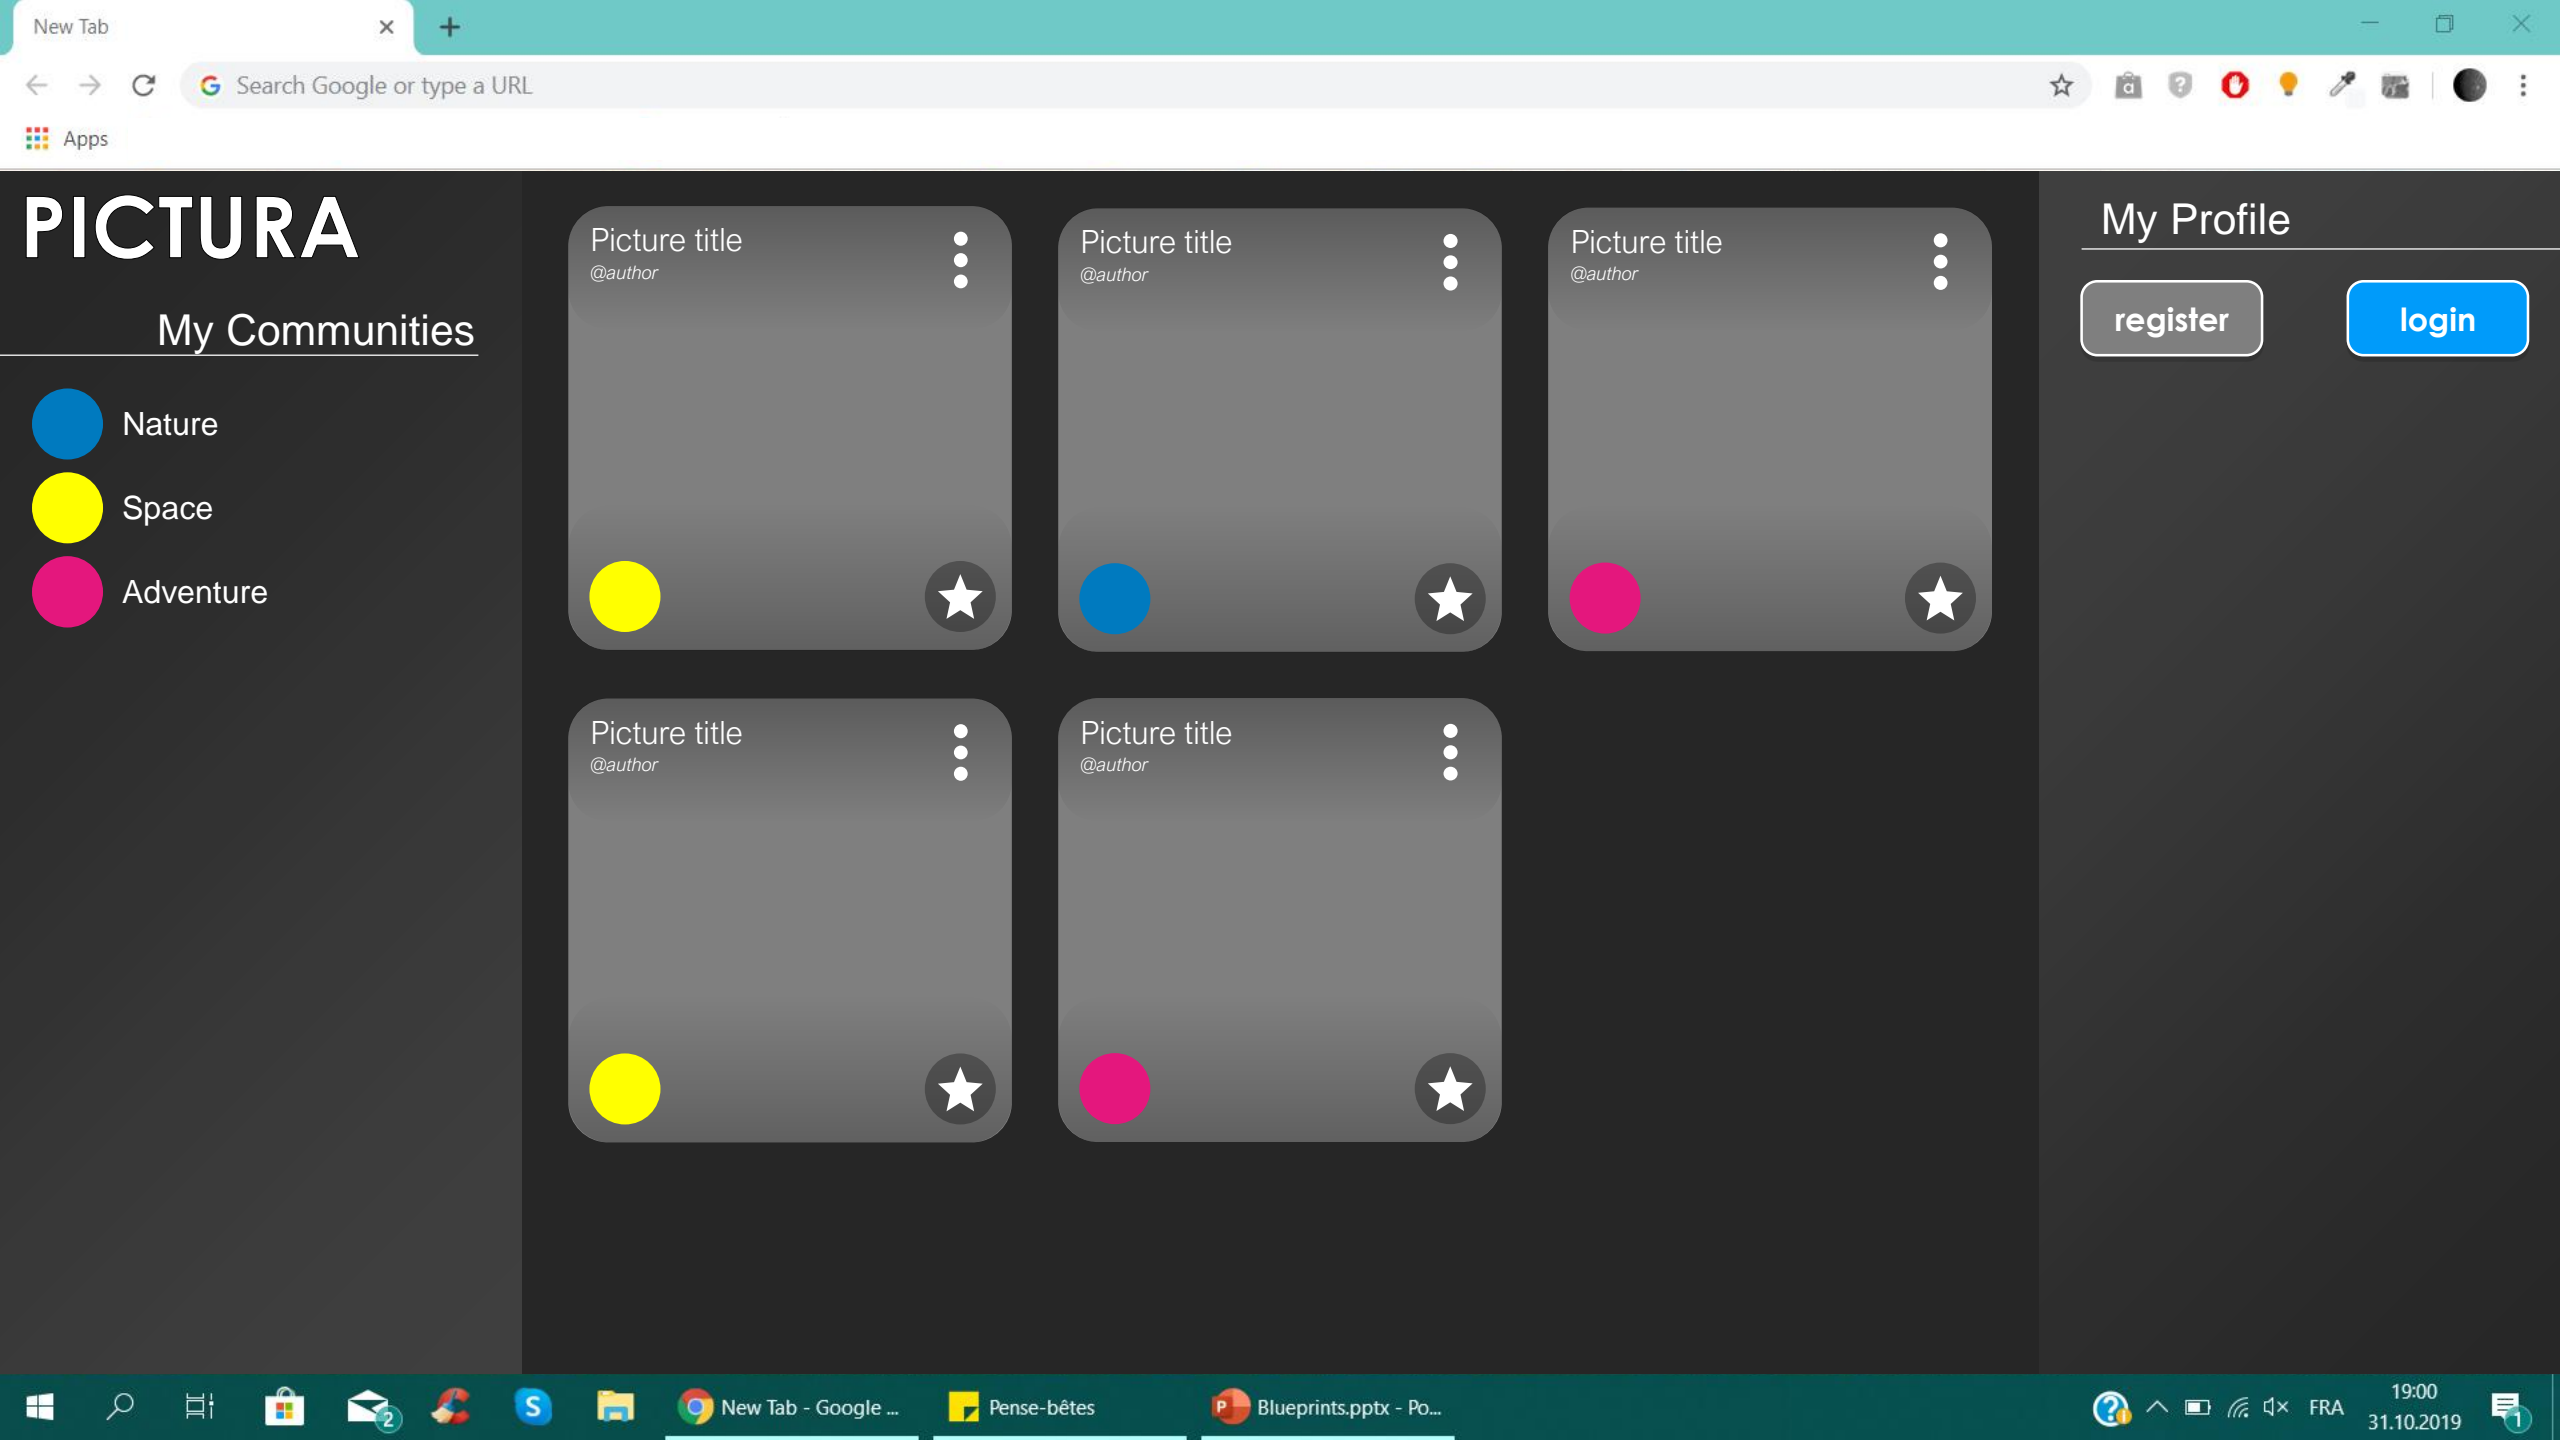 New Tab
Search Google or type a URL
Apps
PICTURA
My Communities
Nature
Space
Adventure
Picture title
@author
Picture title
@author
Picture title
@author
Picture title
@author
Picture title
@author
My Profile
register
login
2
S
New Tab - Google ...
Pense-bêtes
P
Blueprints.pptx - Po...
FRA
19:00
31.10.2019
1